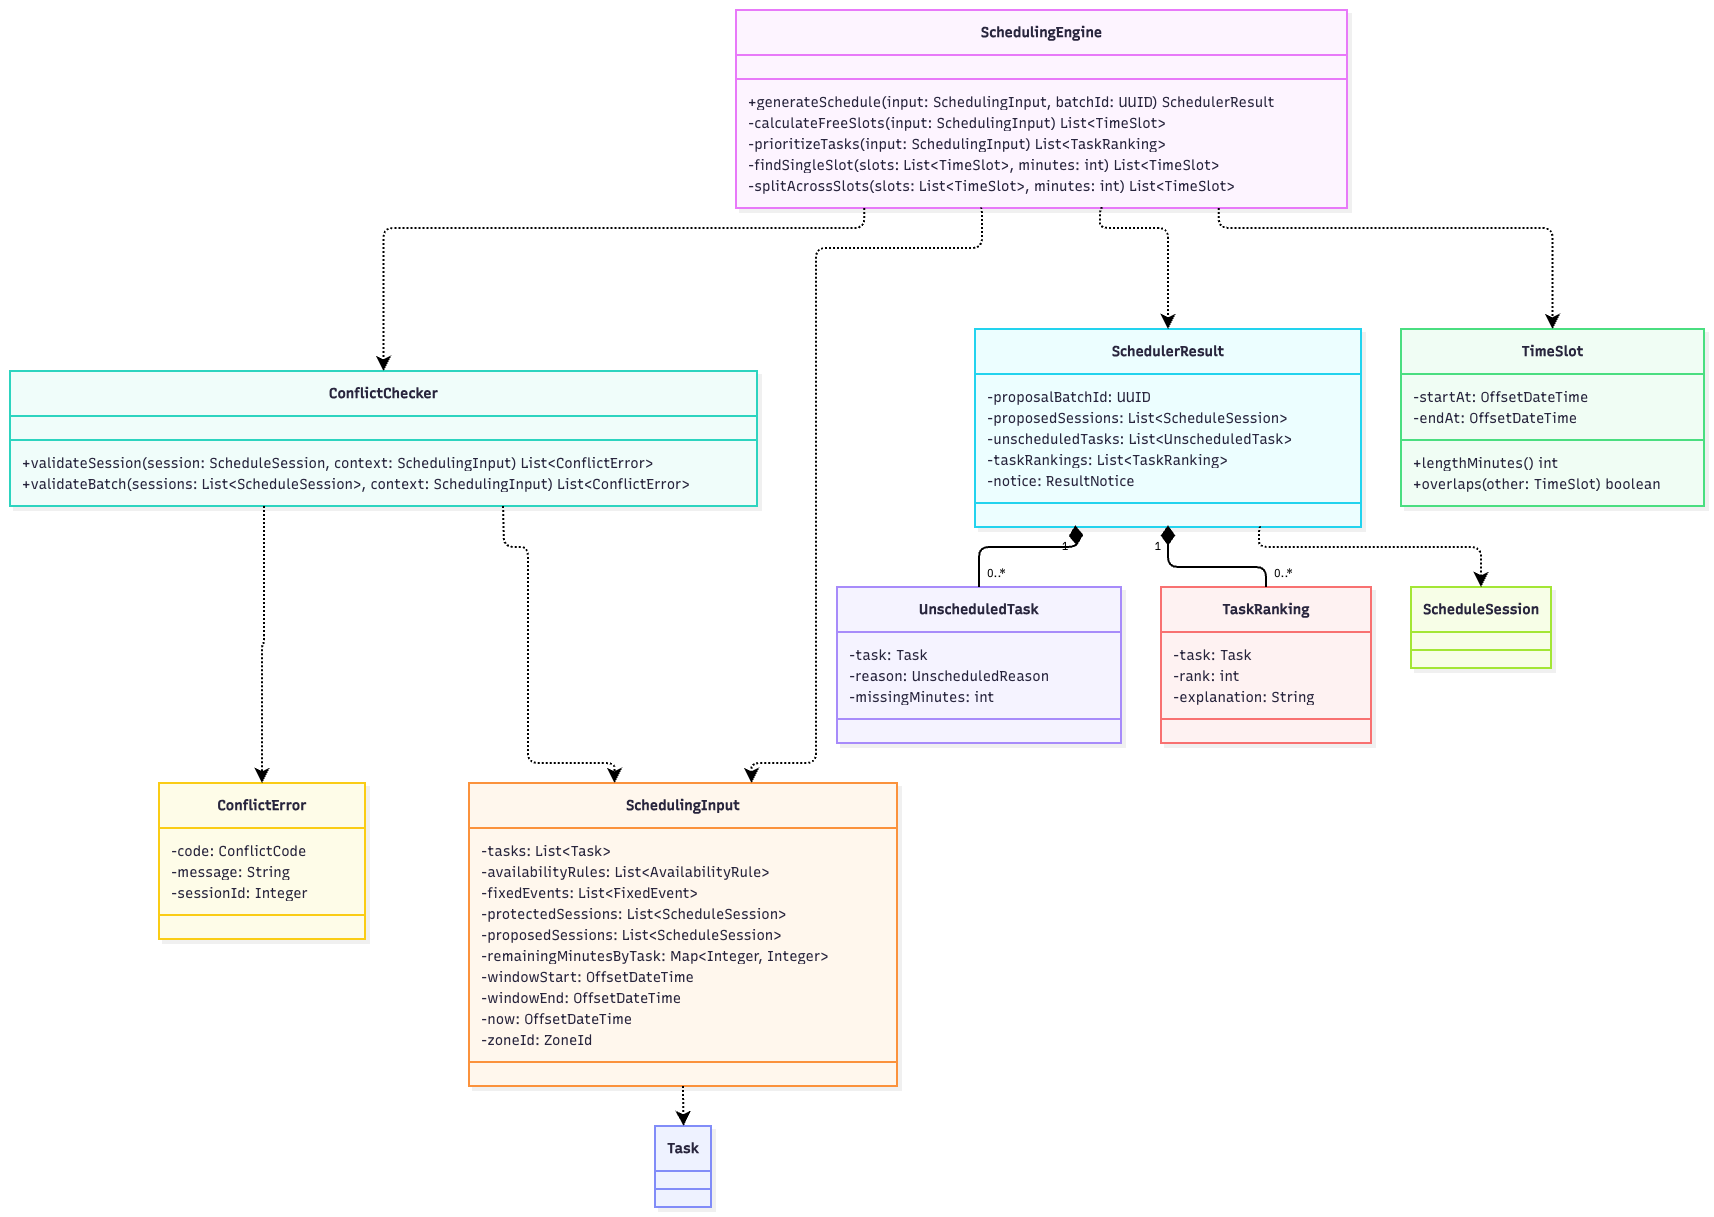 SchedulingEngine
+generateSchedule(input: SchedulingInput, batchId: UUID) SchedulerResult
-calculateFreeSlots(input: SchedulingInput) List<TimeSlot>
-prioritizeTasks(input: SchedulingInput) List<TaskRanking>
-findSingleSlot(slots: List<TimeSlot>, minutes: int) List<TimeSlot>
-splitAcrossSlots(slots: List<TimeSlot>, minutes: int) List<TimeSlot>
ConflictChecker
+validateSession(session: ScheduleSession, context: SchedulingInput) List<ConflictError>
+validateBatch(sessions: List<ScheduleSession>, context: SchedulingInput) List<ConflictError>
SchedulerResult
-proposalBatchId: UUID
-proposedSessions: List<ScheduleSession>
-unscheduledTasks: List<UnscheduledTask>
-taskRankings: List<TaskRanking>
-notice: ResultNotice
TimeSlot
-startAt: OffsetDateTime
-endAt: OffsetDateTime
+lengthMinutes() int
+overlaps(other: TimeSlot) boolean
1
1
0..*
0..*
UnscheduledTask
-task: Task
-reason: UnscheduledReason
-missingMinutes: int
TaskRanking
-task: Task
-rank: int
-explanation: String
ScheduleSession
ConflictError
-code: ConflictCode
-message: String
-sessionId: Integer
SchedulingInput
-tasks: List<Task>
-availabilityRules: List<AvailabilityRule>
-fixedEvents: List<FixedEvent>
-protectedSessions: List<ScheduleSession>
-proposedSessions: List<ScheduleSession>
-remainingMinutesByTask: Map<Integer, Integer>
-windowStart: OffsetDateTime
-windowEnd: OffsetDateTime
-now: OffsetDateTime
-zoneId: ZoneId
Task